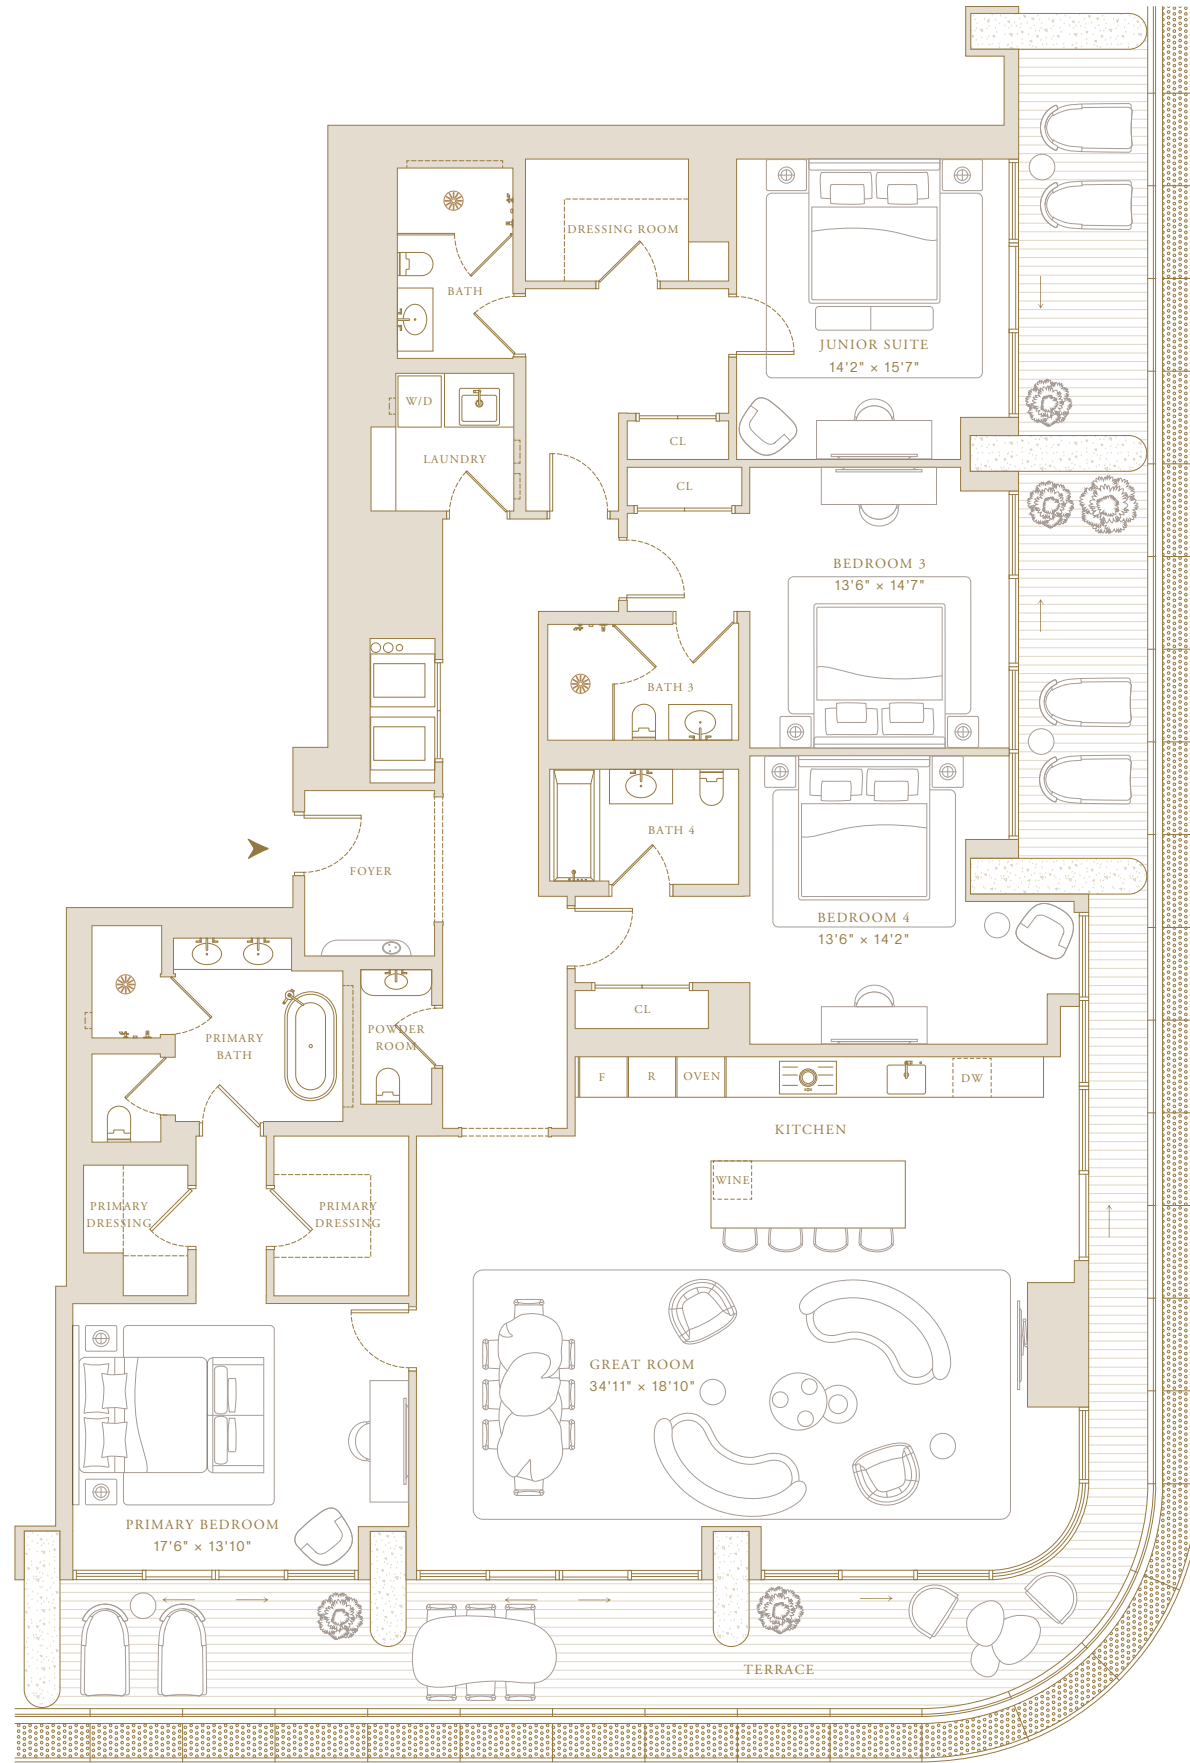 DRESSING ROOM
BATH
JUNIOR SUITE
14'2" × 15'7"
W/D
CL
LAUNDRY
CL
BEDROOM 3
13'6" × 14'7"
BATH 3
BATH 4
FOYER
BEDROOM 4
13'6" × 14'2"
CL
POWDER
ROOM
PRIMARY
BATH
F
R
OVEN
DW
KITCHEN
WINE
PRIMARY
DRESSING
PRIMARY
DRESSING
GREAT ROOM
34'11" × 18'10"
PRIMARY BEDROOM
17'6" × 13'10"
TERRACE